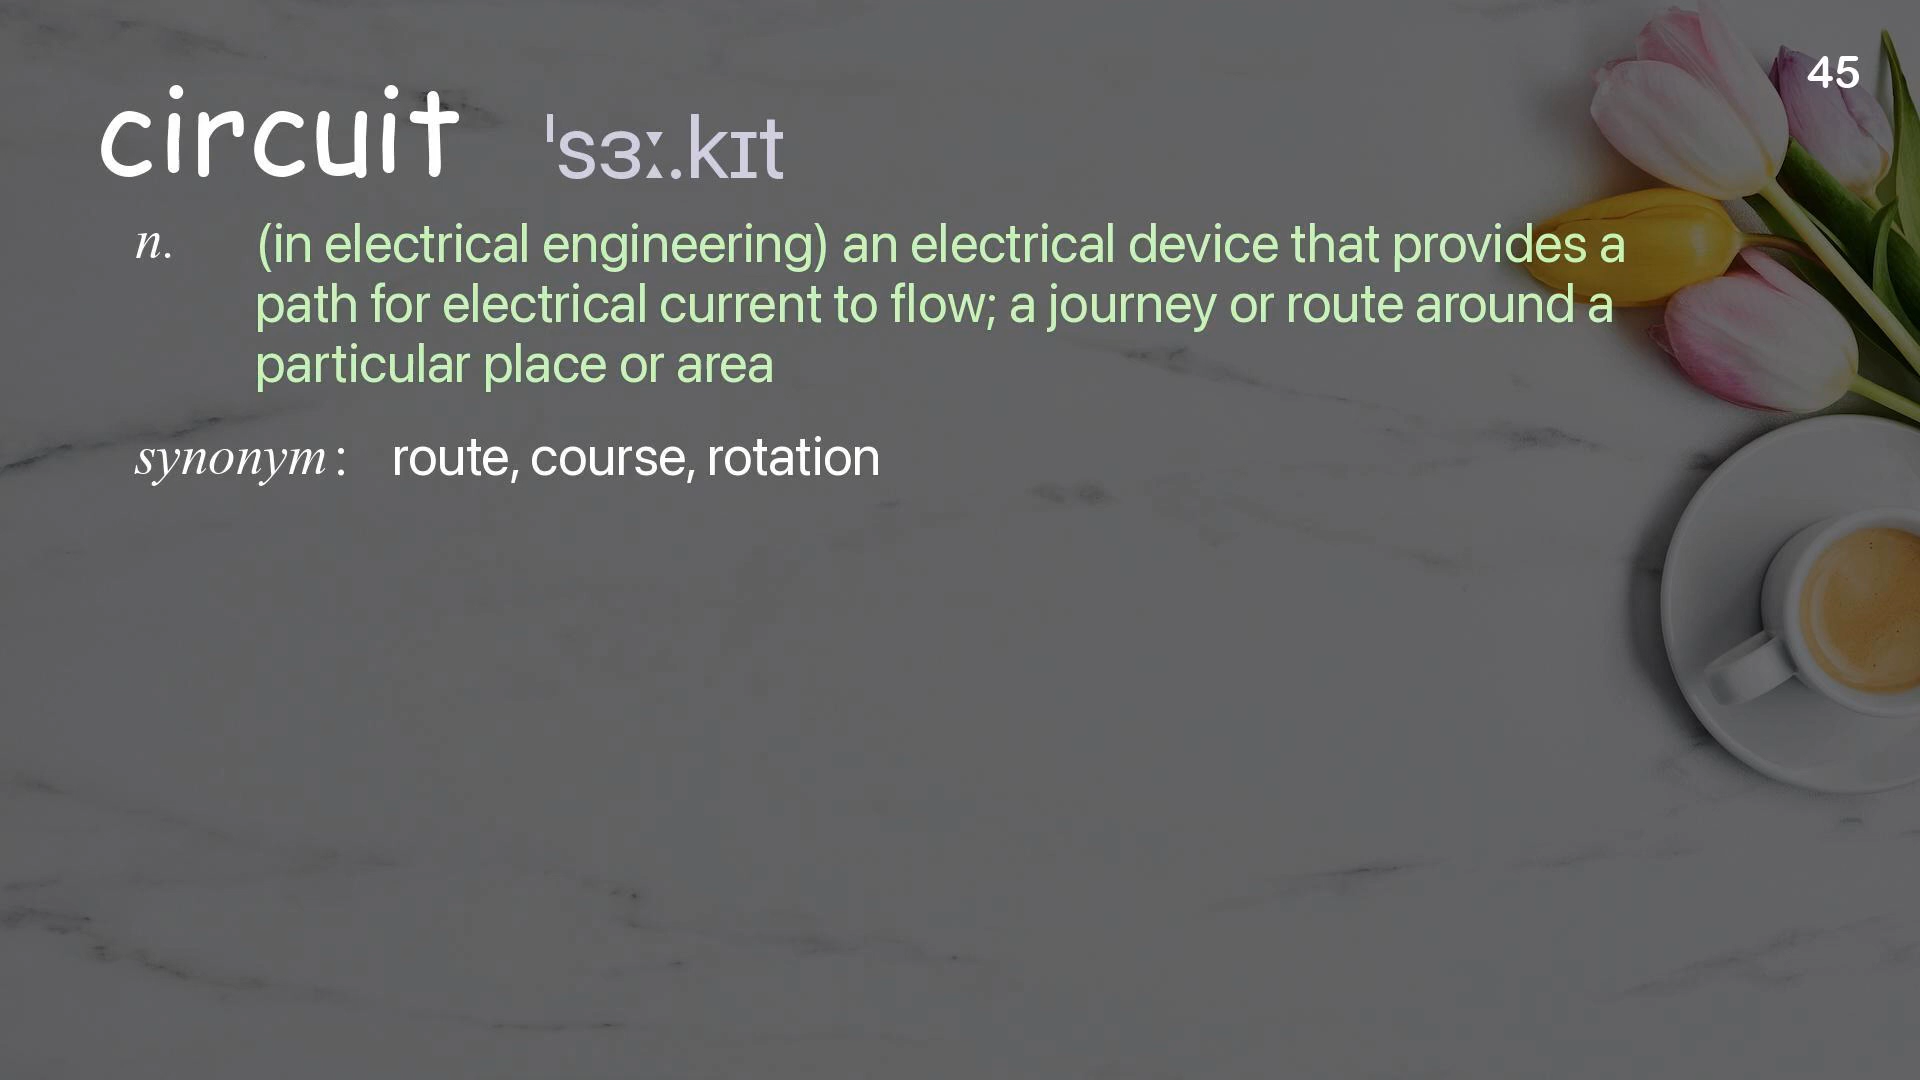 45
circuit ˈsɜː.kɪt
n. (in electrical engineering) an electrical device that provides a
path for electrical current to flow; a journey or route around a
particular place or area
synonym: route, course, rotation